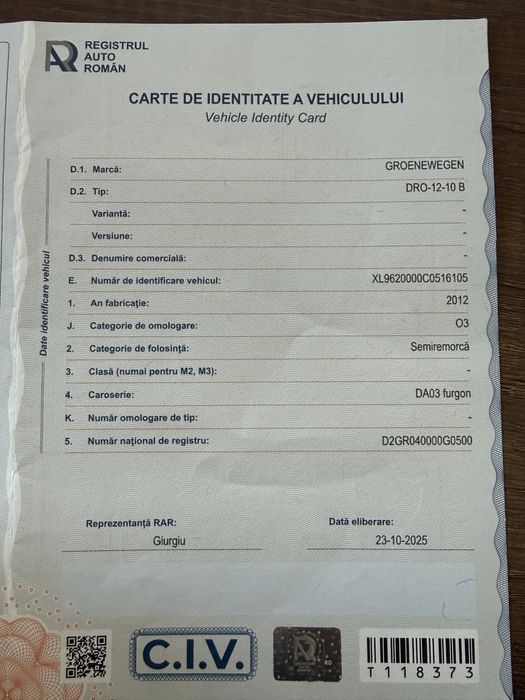 REGISTRUL
AUTO
ROMÂN
CARTE DE IDENTITATE A VEHICULULUI
Vehicle Identity Card
Date identificare vehicul
D.1. Marcă: GROENEWEGEN
D.2. Tip: DRO-12-10 B
Variantă: -
Versiune: -
D.3. Denumire comercială: -
E. Număr de identificare vehicul: XL9620000C0516105
1. An fabricație: 2012
J. Categorie de omologare: O3
2. Categorie de folosință: Semiremorcă
3. Clasă (numai pentru M2, M3): -
4. Caroserie: DA03 furgon
K. Număr omologare de tip: -
5. Număr național de registru: D2GR040000G0500
Reprezentanță RAR: Data eliberare:
Giurgiu 23-10-2025
C.I.V.
RO
T118373